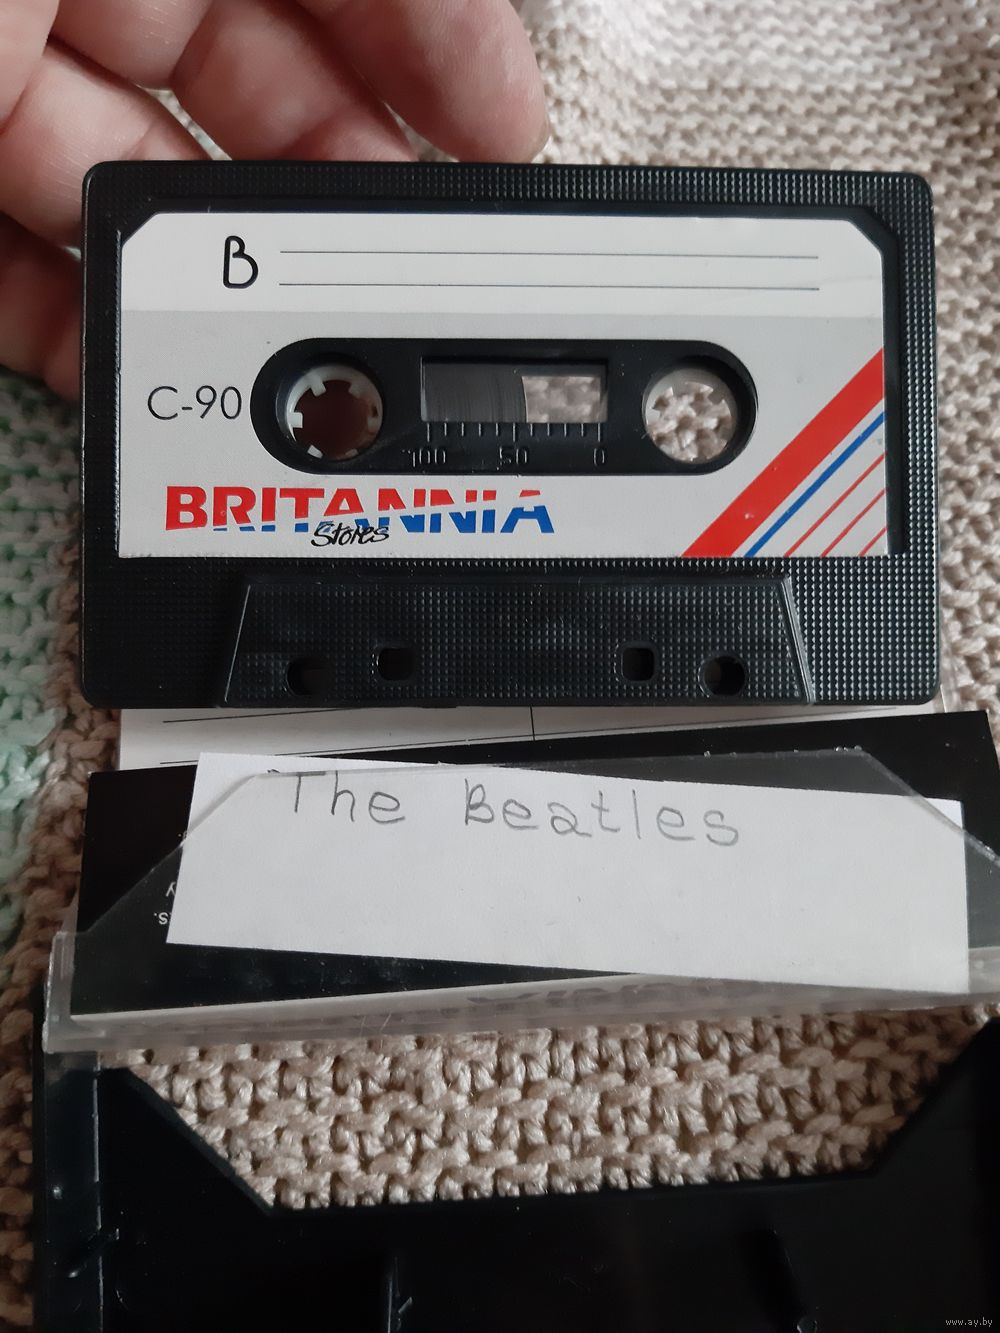 B
C-90
100 50 0
BRITANNIA
Stores
The Beatles
www.ay.by